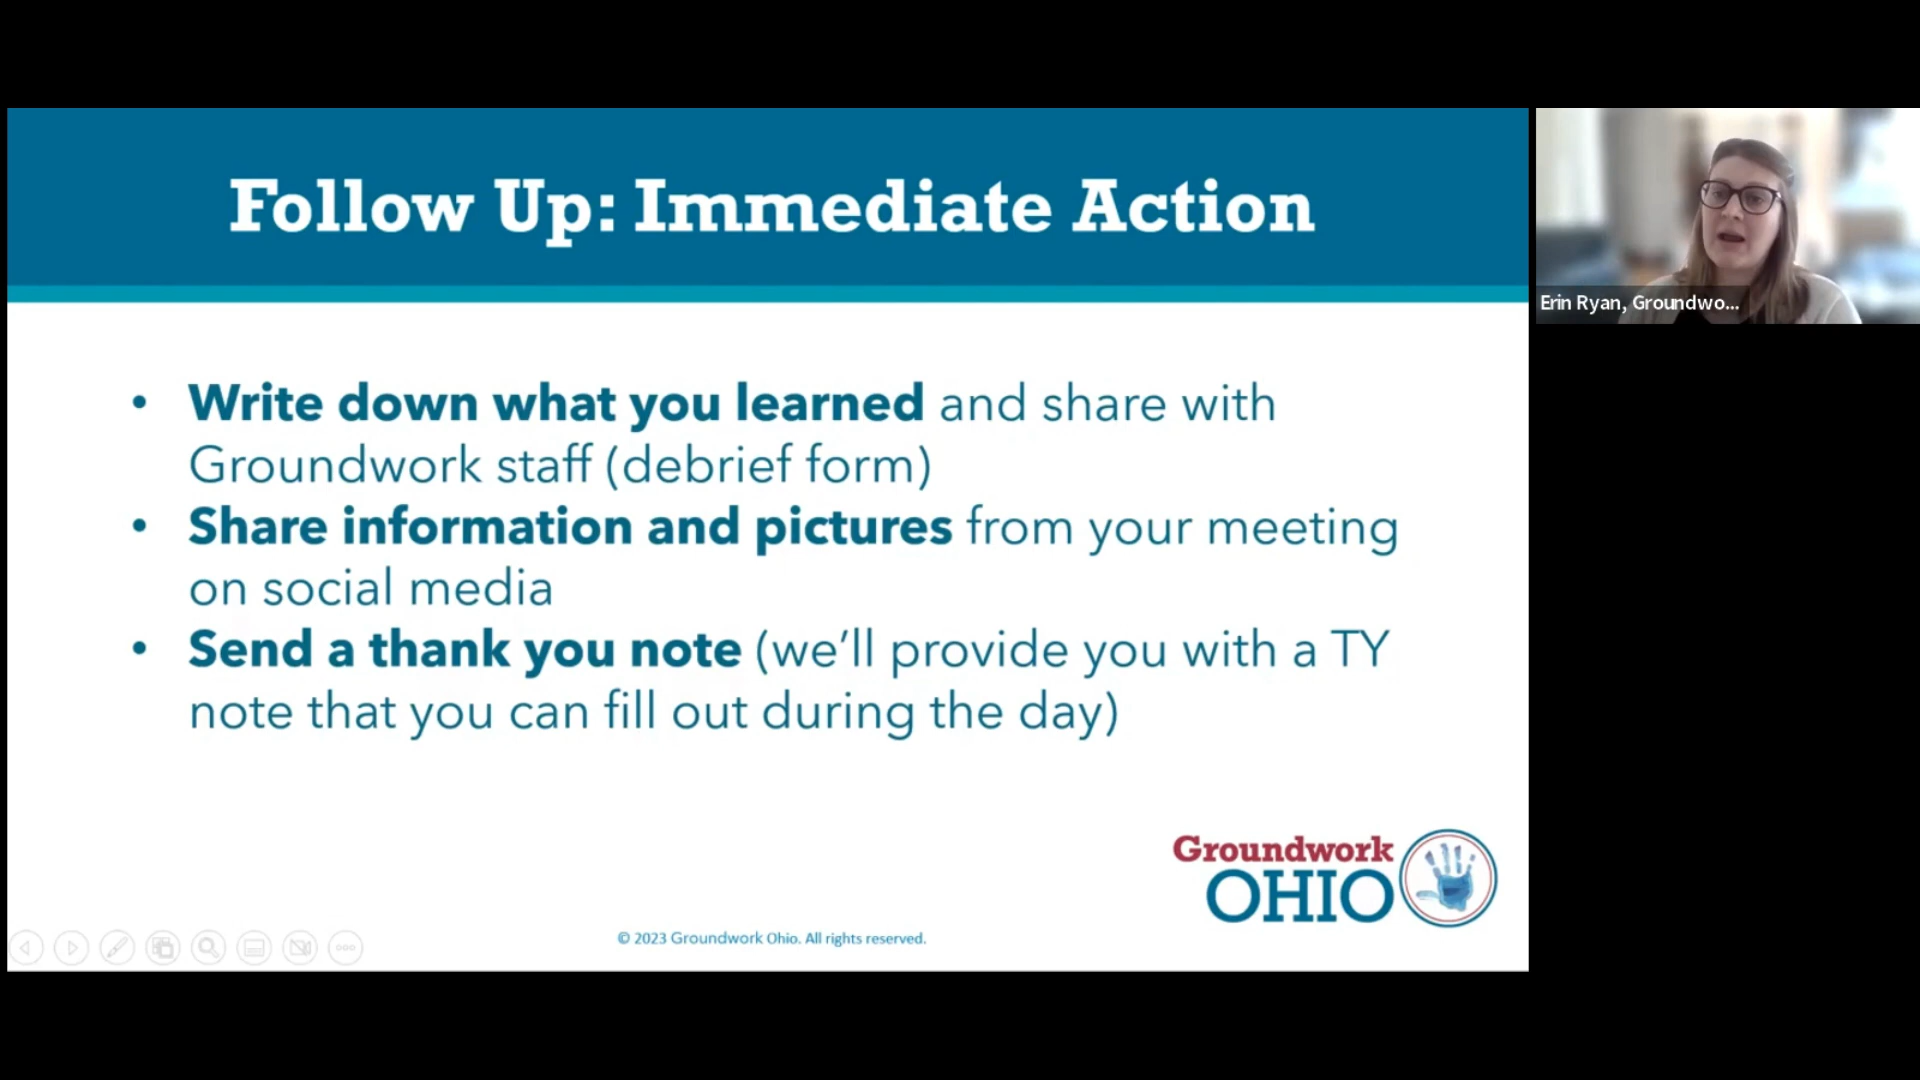 Follow Up: Immediate Action
• Write down what you learned and share with
Groundwork staff (debrief form)
• Share information and pictures from your meeting
on social media
• Send a thank you note (we’ll provide you with a TY
note that you can fill out during the day)
Groundwork
OHIO
© 2023 Groundwork Ohio. All rights reserved.
Erin Ryan, Groundwo...